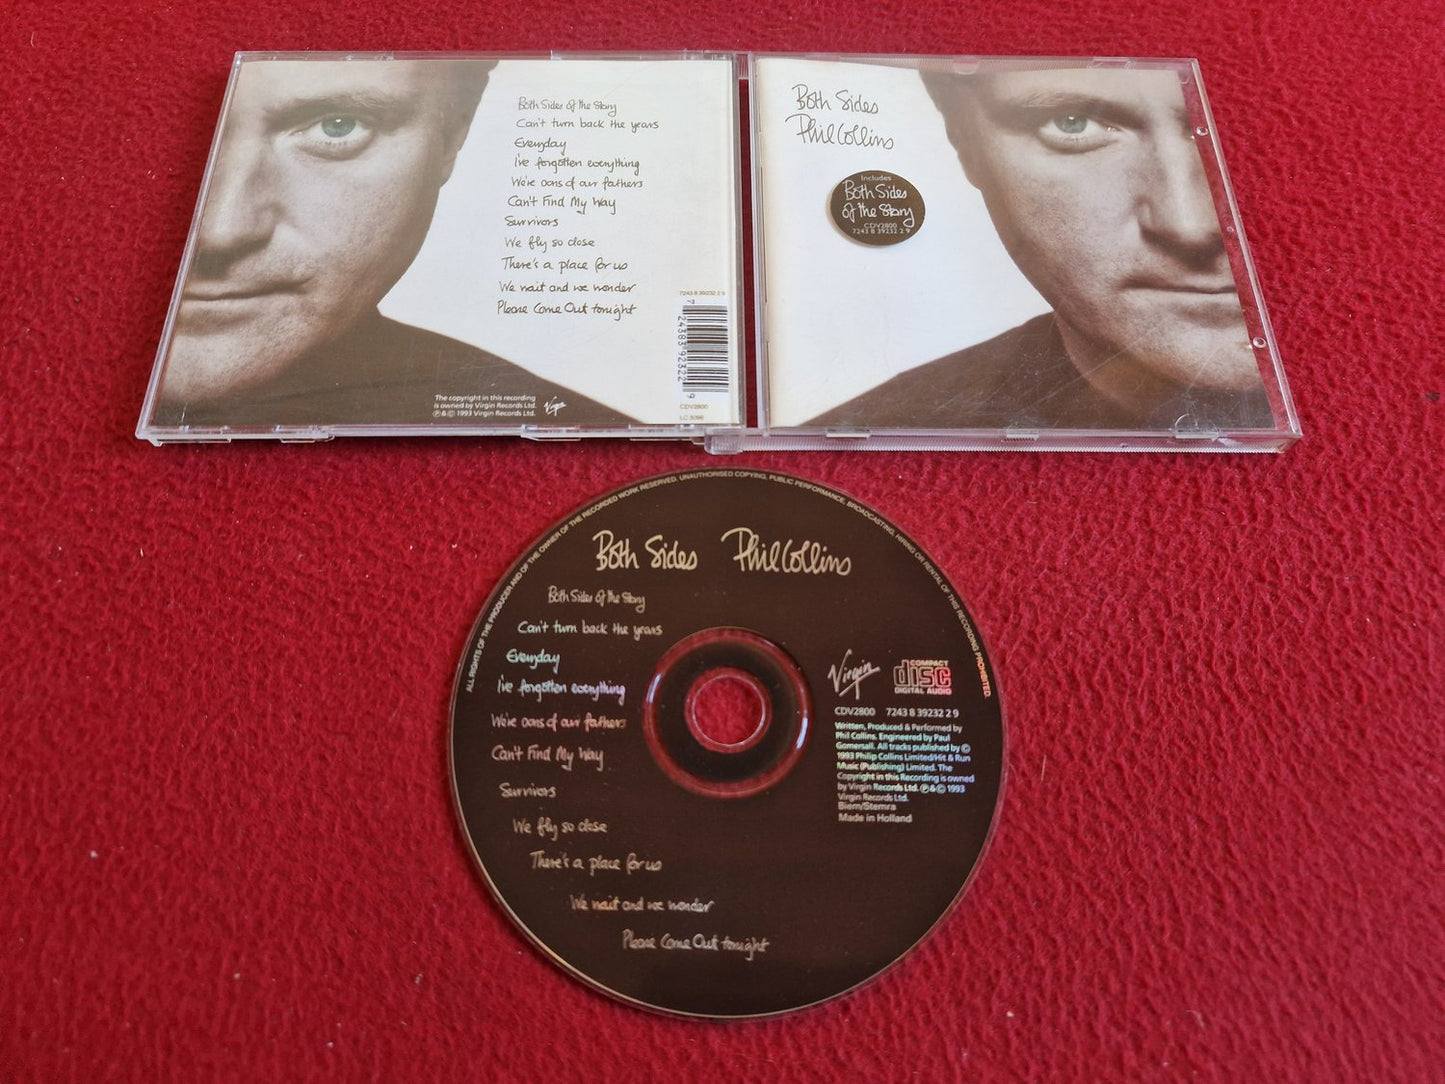 Both Sides of the Story
Can't turn back the years
Everyday
I've forgotten everything
We're sons of our fathers
Can't Find My Way
Survivors
We fly so close
There's a place for us
We wait and we wonder
Please Come Out tonight
7243 8 39232 2 9
7 24383 92322 9
CDV2800
LC 3098
The copyright in this recording
is owned by Virgin Records Ltd.
℗ & © 1993 Virgin Records Ltd.
Virgin
Both Sides
Phil Collins
Includes
Both Sides
of the Story
CDV2800
7243 8 39232 2 9
ALL RIGHTS OF THE PRODUCER AND OF THE OWNER OF THE RECORDED WORK RESERVED. UNAUTHORISED COPYING, PUBLIC PERFORMANCE, BROADCASTING, HIRING OR RENTAL OF THIS RECORDING PROHIBITED.
Both Sides Phil Collins
Both Sides of the Story
Can't turn back the years
Everyday
I've forgotten everything
We're sons of our fathers
Can't Find My Way
Survivors
We fly so close
There's a place for us
We wait and we wonder
Please Come Out tonight
Virgin
COMPACT
disc
DIGITAL AUDIO
CDV2800 7243 8 39232 2 9
Written, Produced & Performed by
Phil Collins. Engineered by Paul
Gomersall. All tracks published by ©
1993 Philip Collins Limited/Hit & Run
Music (Publishing) Limited. The
Copyright in this Recording is owned
by Virgin Records Ltd. ℗ & © 1993
Virgin Records Ltd.
Biem/Stemra
Made in Holland